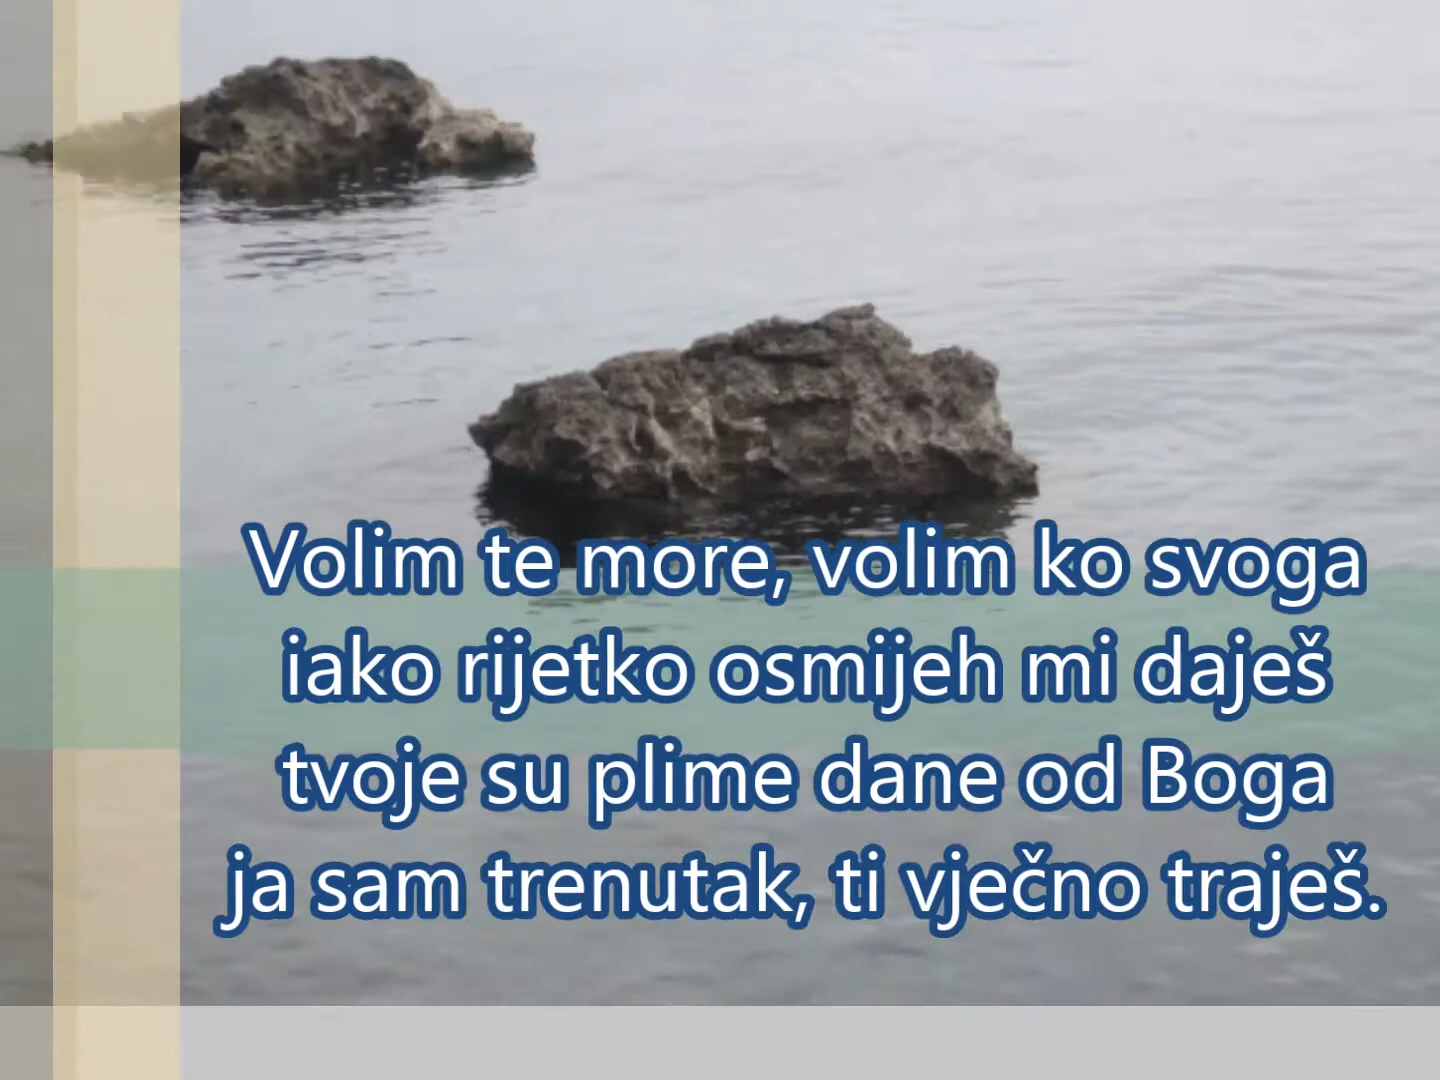 Volim te more, volim ko svoga
iako rijetko osmijeh mi daješ
tvoje su plime dane od Boga
ja sam trenutak, ti vječno traješ.